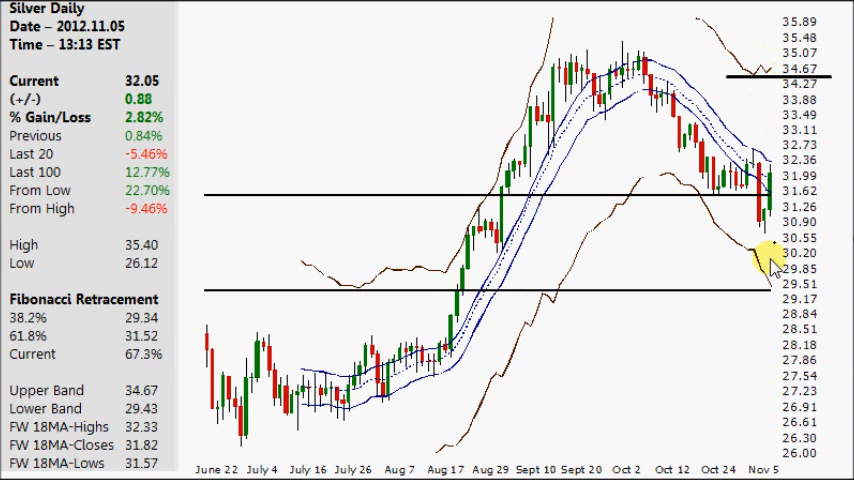 Silver Daily
Date – 2012.11.05
Time – 13:13 EST
Current 32.05
(+/-) 0.88
% Gain/Loss 2.82%
Previous 0.84%
Last 20 -5.46%
Last 100 12.77%
From Low 22.70%
From High -9.46%
High 35.40
Low 26.12
Fibonacci Retracement
38.2% 29.34
61.8% 31.52
Current 67.3%
Upper Band 34.67
Lower Band 29.43
FW 18MA-Highs 32.33
FW 18MA-Closes 31.82
FW 18MA-Lows 31.57
35.89
35.48
35.07
34.67
34.27
33.88
33.49
33.11
32.73
32.36
31.99
31.62
31.26
30.90
30.55
30.20
29.85
29.51
29.17
28.84
28.51
28.18
27.86
27.54
27.23
26.91
26.61
26.30
26.00
June 22 July 4 July 16 July 26 Aug 7 Aug 17 Aug 29 Sept 10 Sept 20 Oct 2 Oct 12 Oct 24 Nov 5